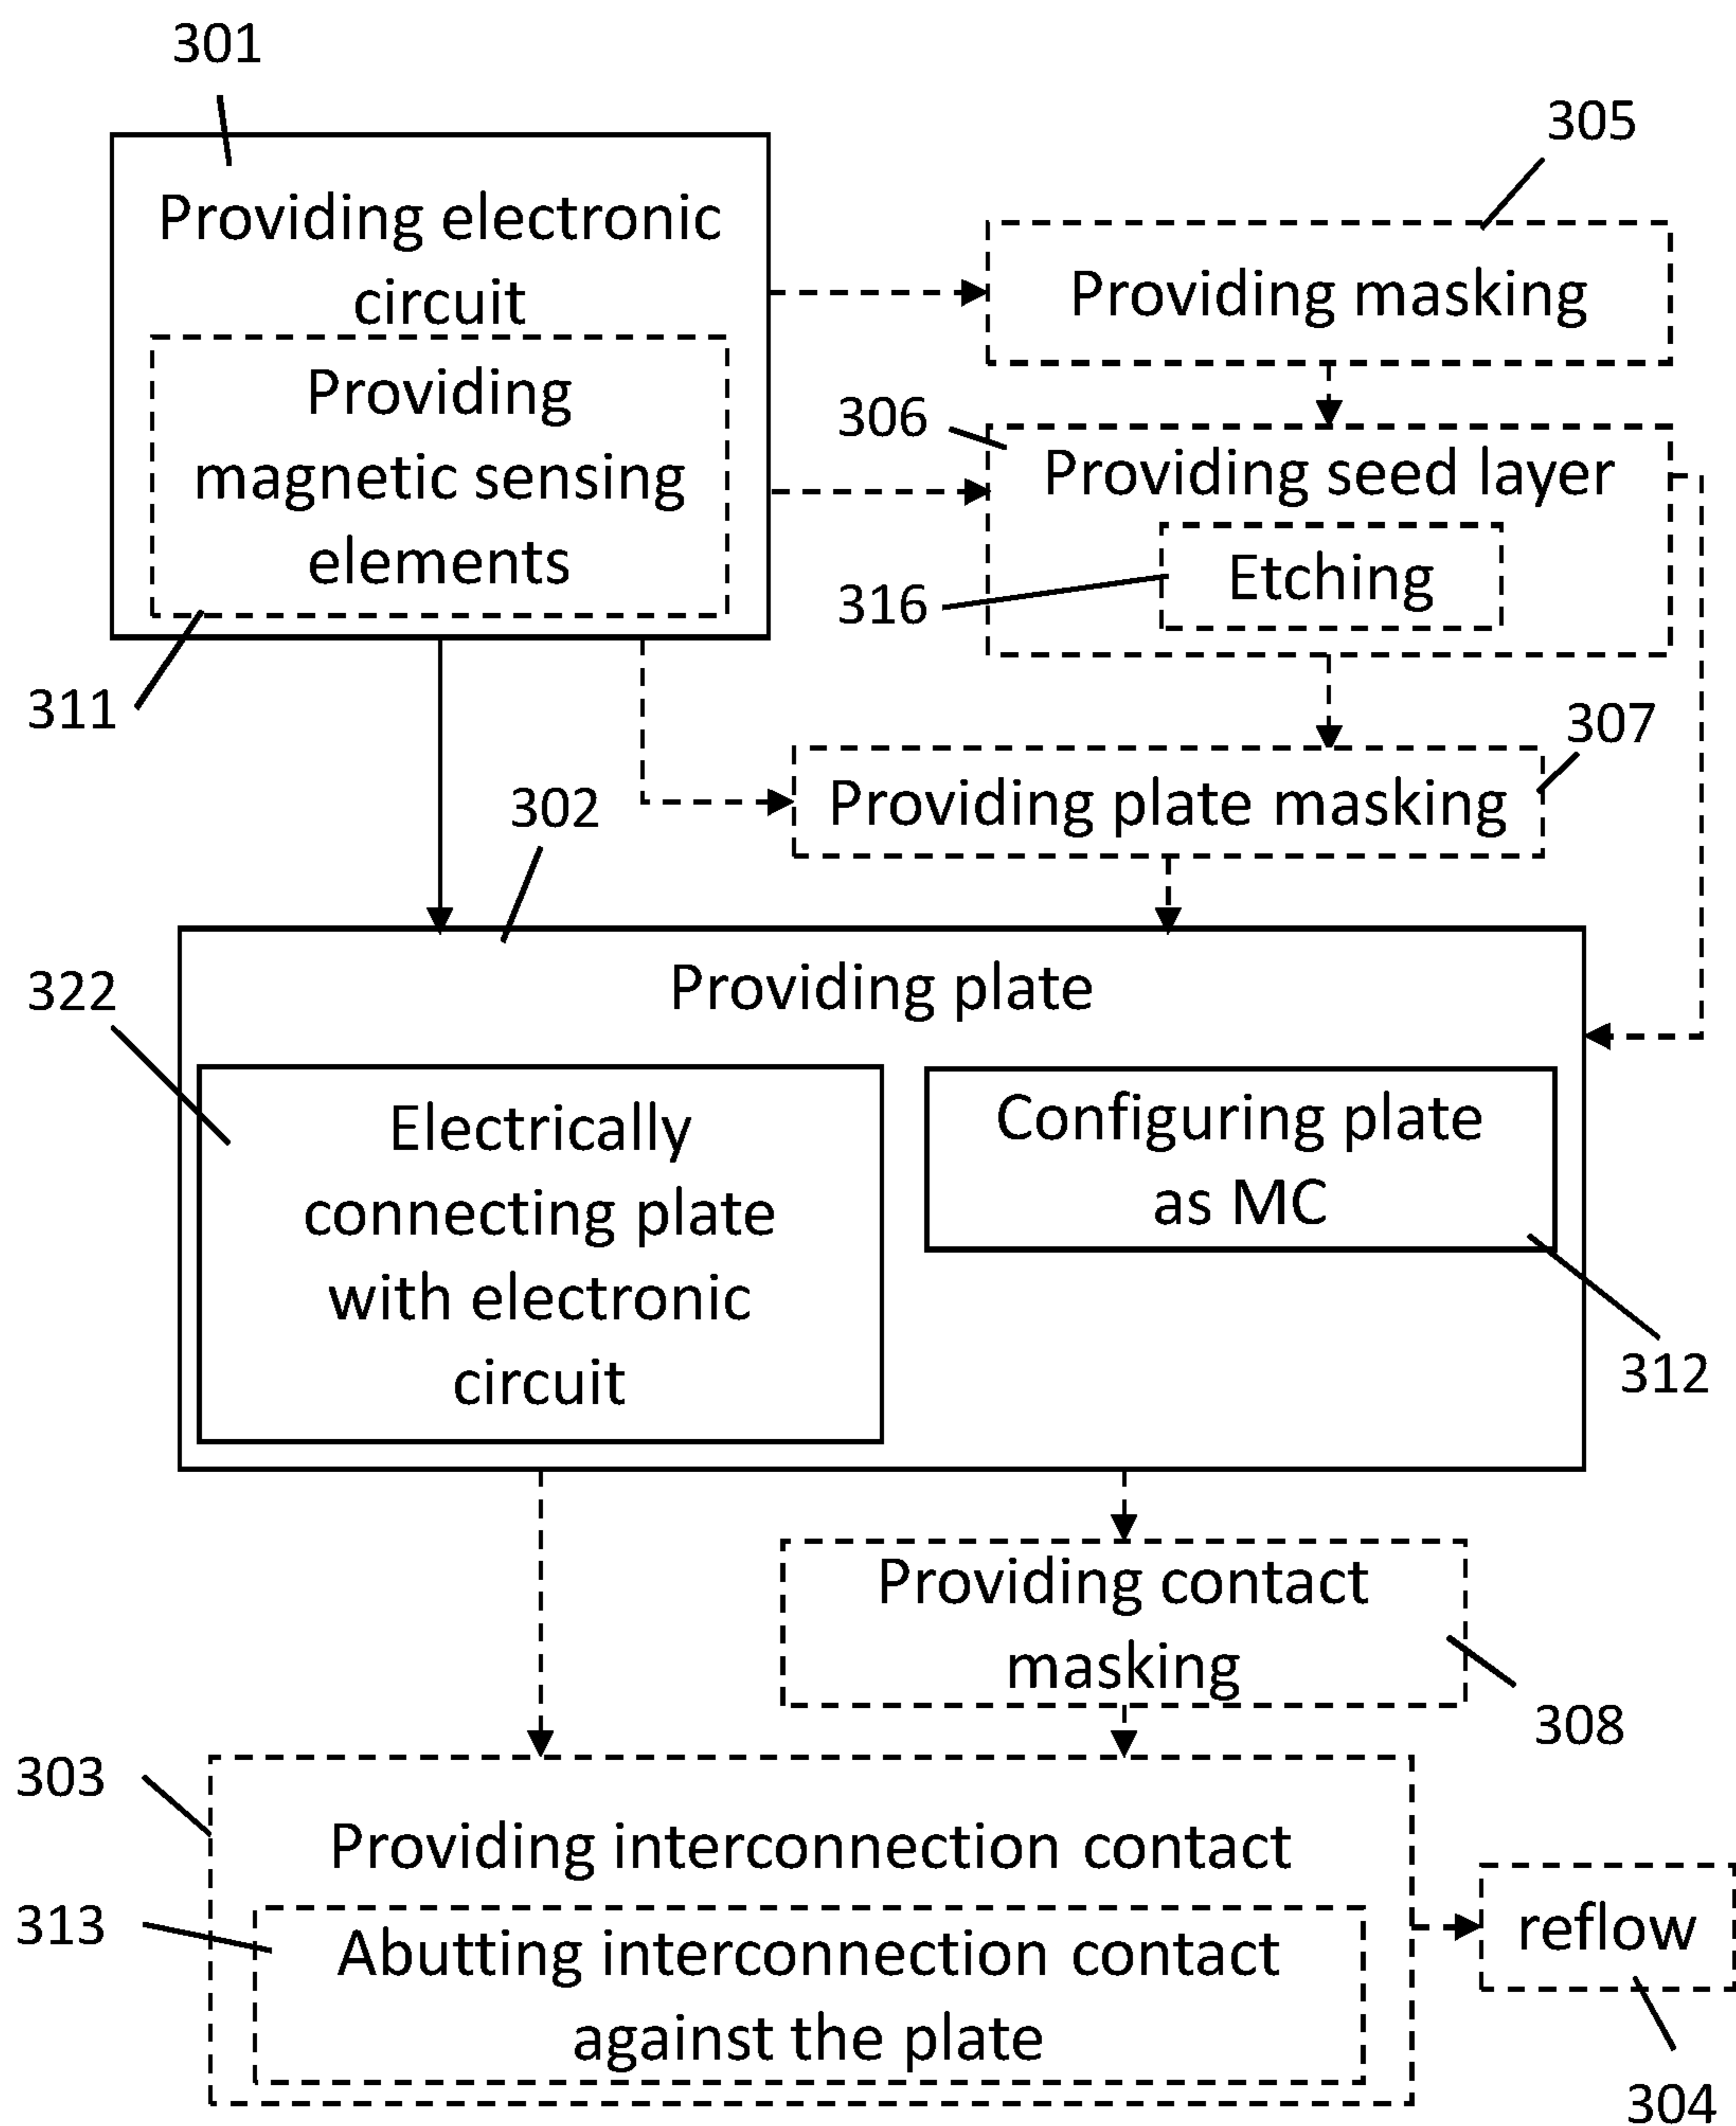 301
305
Providing electronic
circuit
Providing masking
Providing
magnetic sensing
elements
306
Providing seed layer
Etching
316
311
307
302
Providing plate masking
322
Providing plate
Electrically
connecting plate
with electronic
circuit
Configuring plate
as MC
312
Providing contact
masking
308
303
Providing interconnection contact
313
Abutting interconnection contact
against the plate
reflow
304